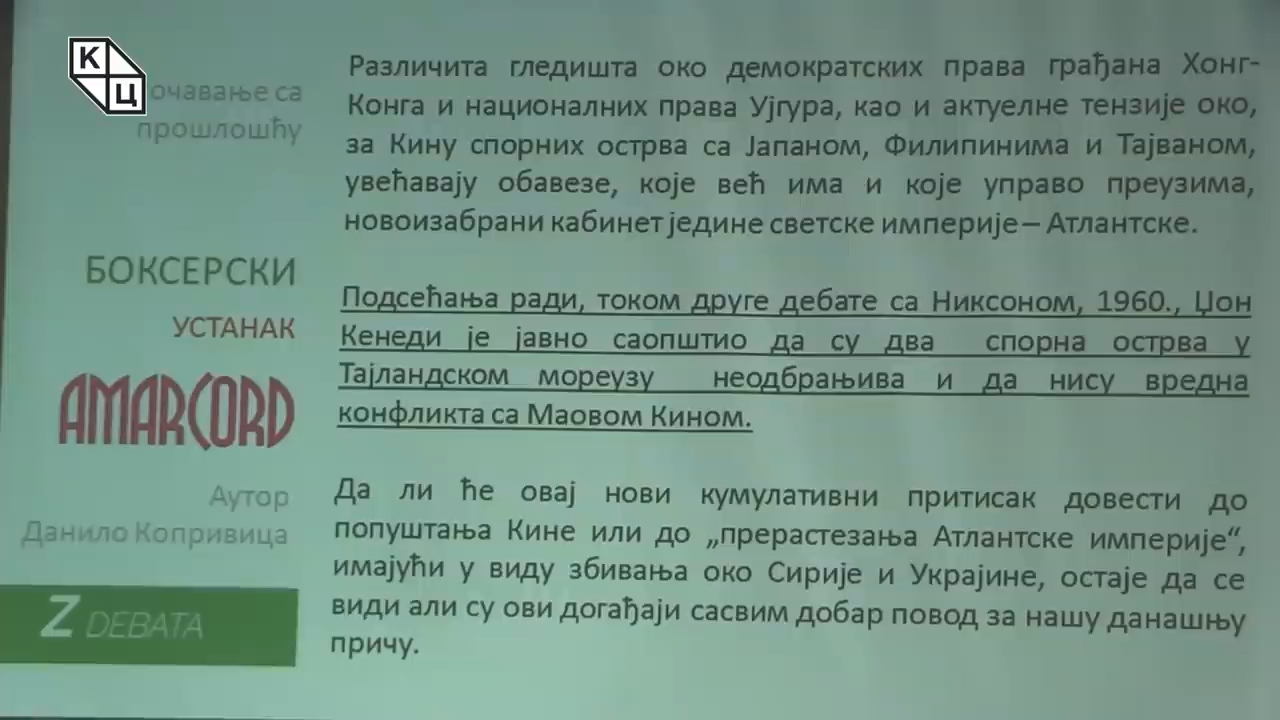 К
Ц
очавање са
прошлошћу
БОКСЕРСКИ
УСТАНАК
AMARCORD
Аутор
Данило Копривица
Z DEBATA
Различита гледишта око демократских права грађана Хонг-
Конга и националних права Ујгура, као и актуелне тензије око,
за Кину спорних острва са Јапаном, Филипинима и Тајваном,
увећавају обавезе, које већ има и које управо преузима,
новоизабрани кабинет једине светске империје – Атлантске.
Подсећања ради, током друге дебате са Никсоном, 1960., Џон
Кенеди је јавно саопштио да су два спорна острва у
Тајландском мореузу неодбрањива и да нису вредна
конфликта са Маовом Кином.
Да ли ће овај нови кумулативни притисак довести до
попуштања Кине или до „прерастезања Атлантске империје“,
имајући у виду збивања око Сирије и Украјине, остаје да се
види али су ови догађаји сасвим добар повод за нашу данашњу
причу.